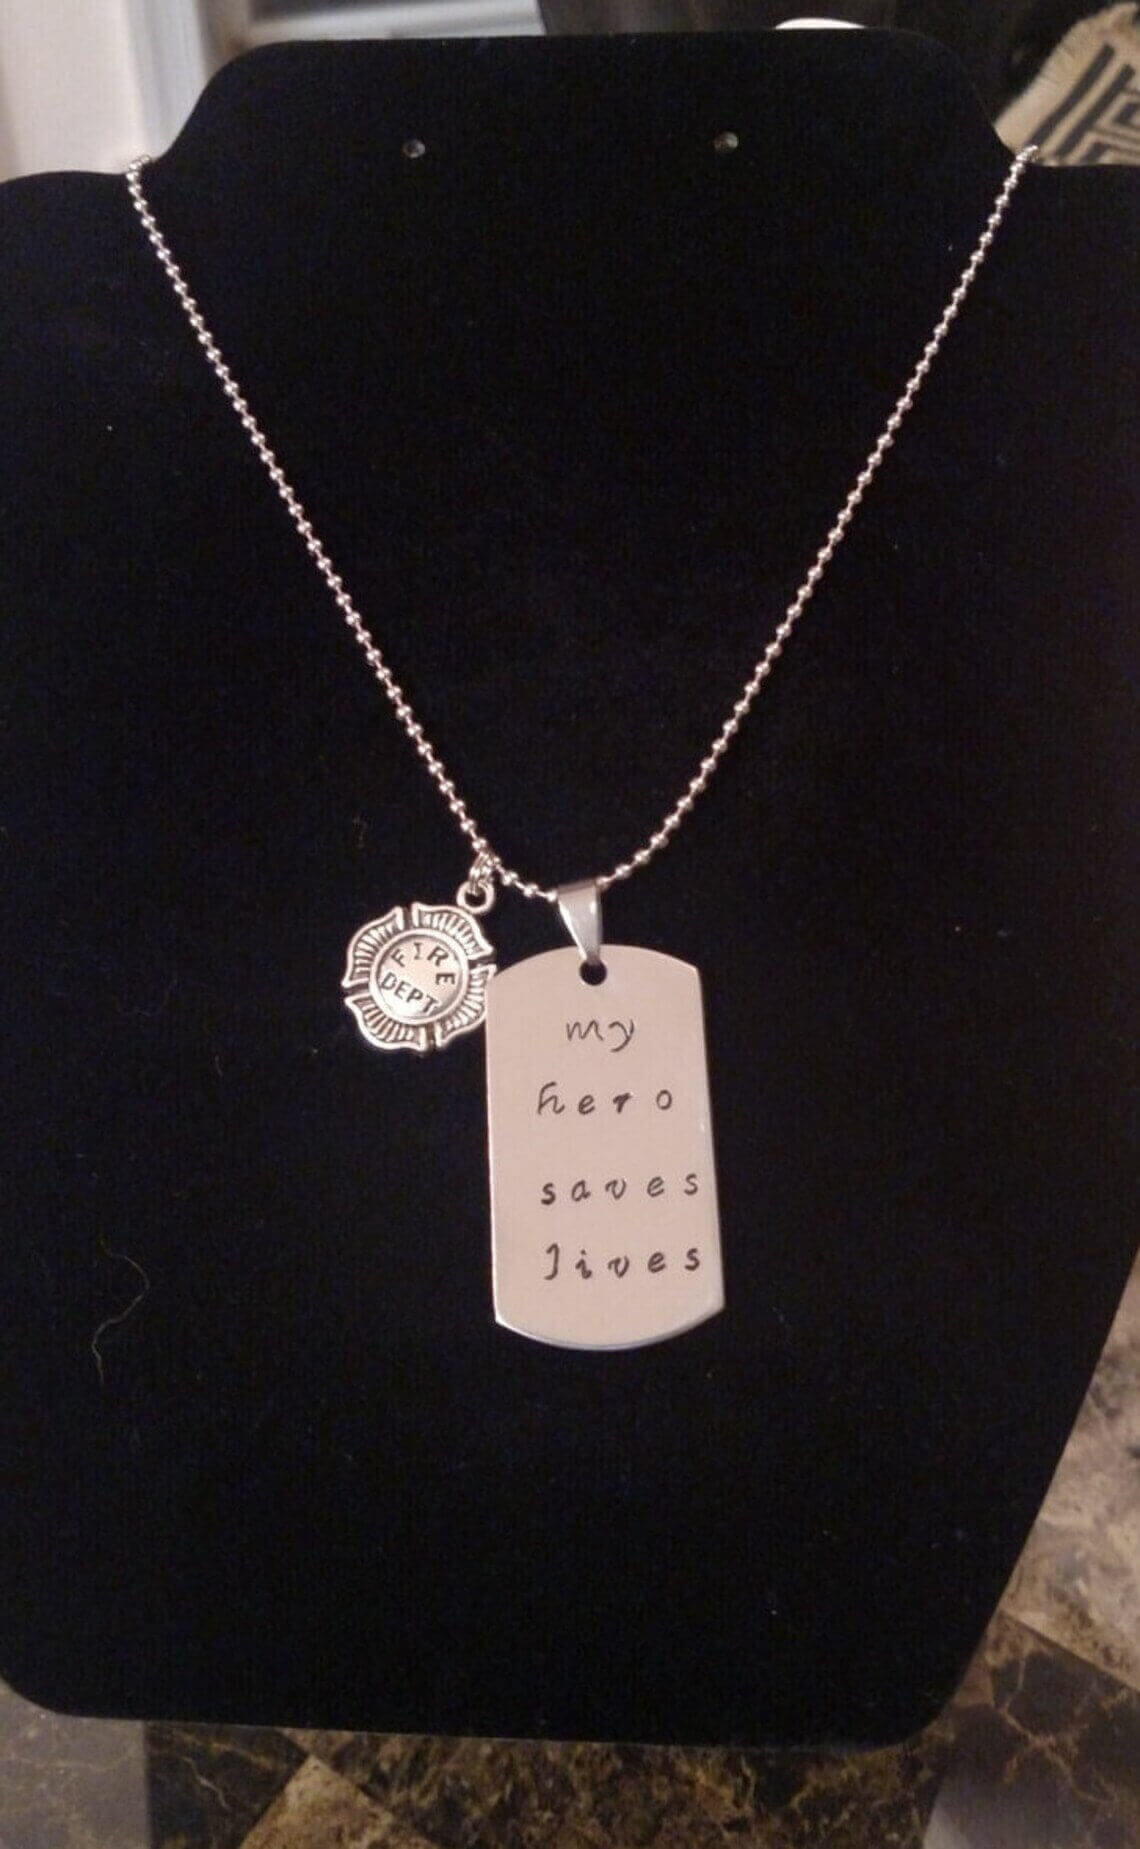 FIRE
DEPT
my
hero
saves
lives